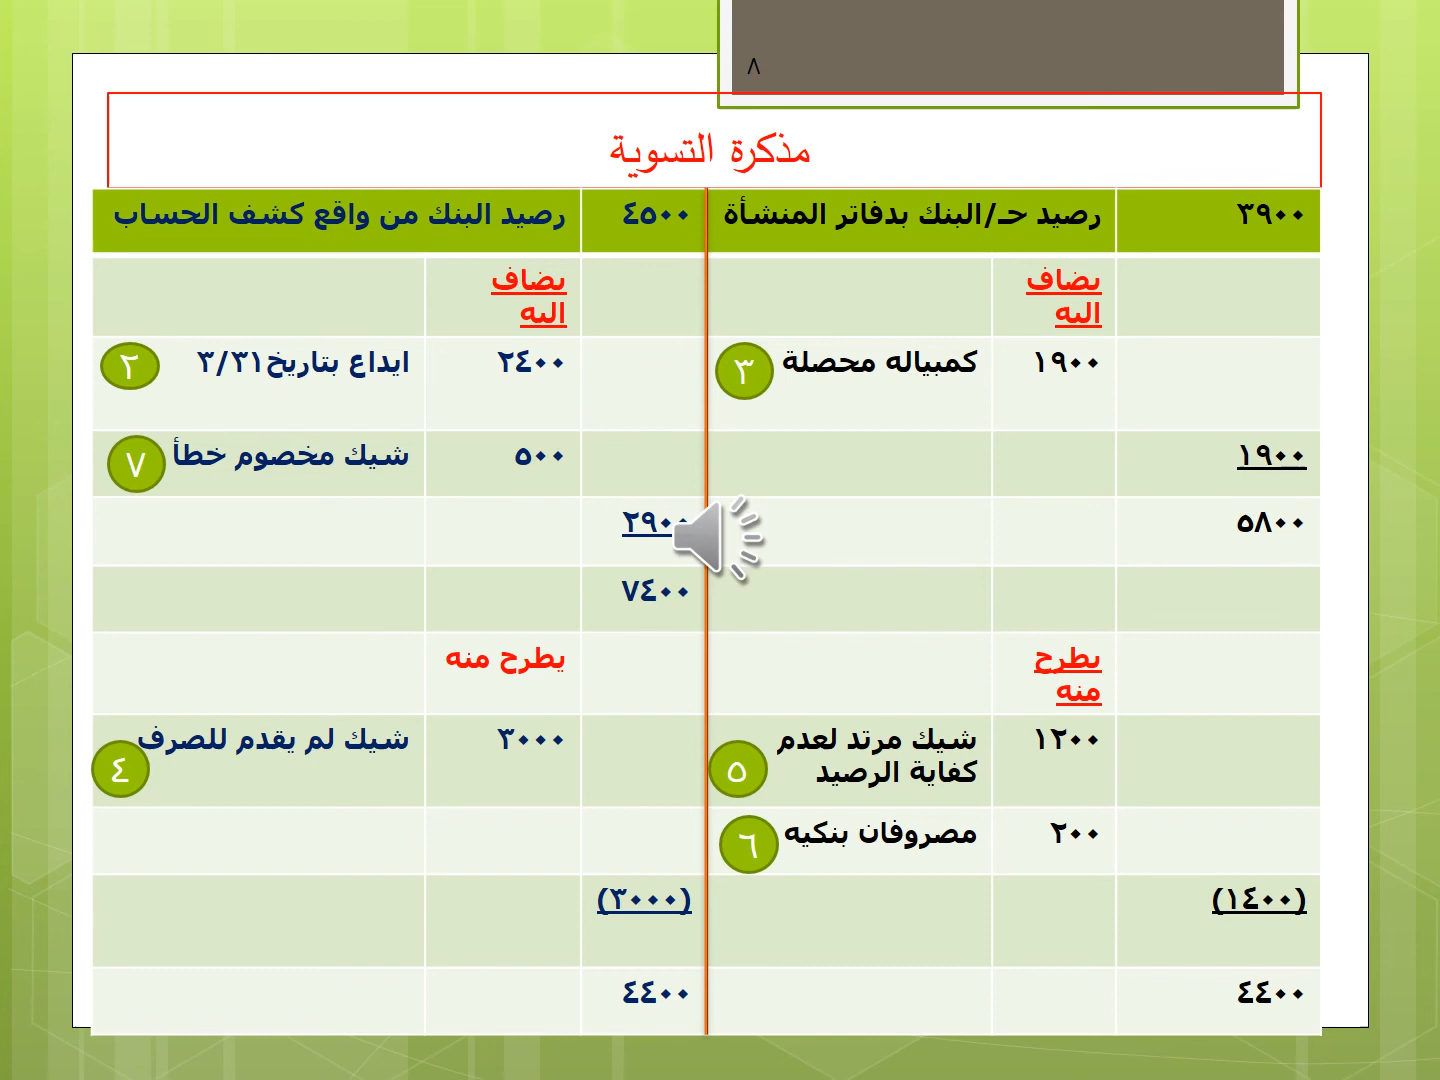 ٨
مذكرة التسوية
٣٩٠٠ رصيد حـ/البنك بدفاتر المنشأة ٤٥٠٠ رصيد البنك من واقع كشف الحساب
يضاف اليه يضاف اليه
١٩٠٠ كمبياله محصلة ٣ ٢٤٠٠ ايداع بتاريخ٣/٣١ ٢
١٩٠٠ ٥٠٠ شيك مخصوم خطأ ٧
٥٨٠٠ ٢٩٠٠
٧٤٠٠
يطرح منه يطرح منه
١٢٠٠ شيك مرتد لعدم كفاية الرصيد ٥ ٣٠٠٠ شيك لم يقدم للصرف ٤
٢٠٠ مصروفان بنكيه ٦
(١٤٠٠) (٣٠٠٠)
٤٤٠٠ ٤٤٠٠